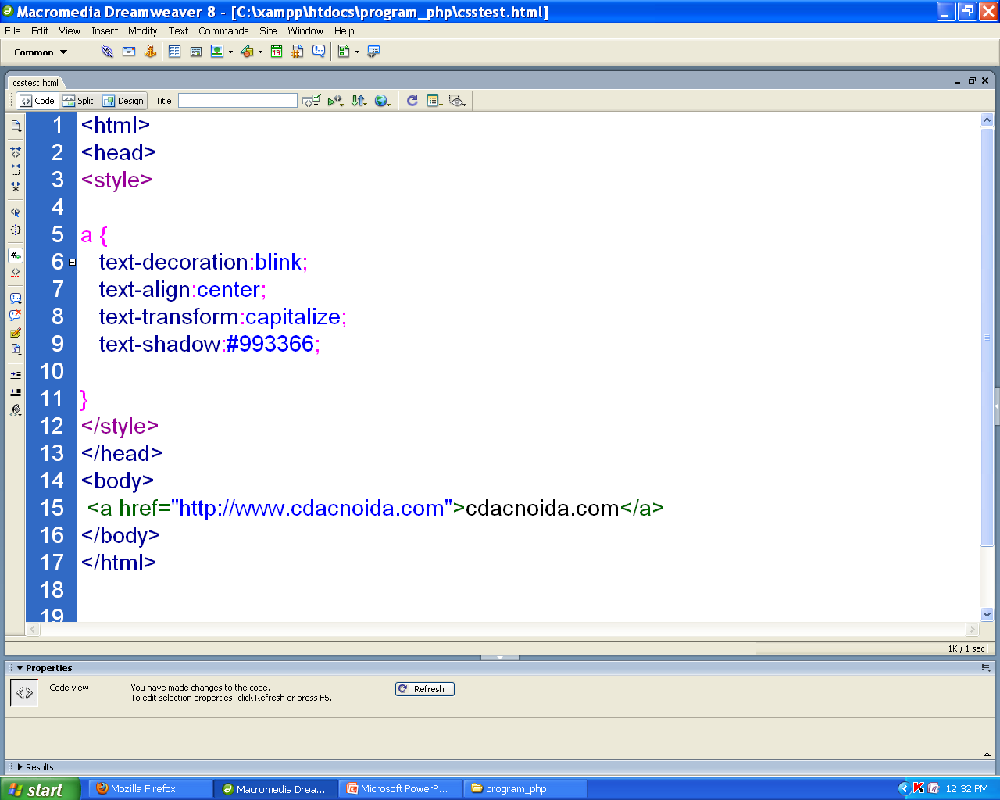 Macromedia Dreamweaver 8 - [C:\xampp\htdocs\program_php\csstest.html]
File Edit View Insert Modify Text Commands Site Window Help
Common
csstest.html
Code Split Design Title:
1 <html>
2 <head>
3 <style>
4
5 a {
6 text-decoration:blink;
7 text-align:center;
8 text-transform:capitalize;
9 text-shadow:#993366;
10
11 }
12 </style>
13 </head>
14 <body>
15 <a href="http://www.cdacnoida.com">cdacnoida.com</a>
16 </body>
17 </html>
18
19
1K / 1 sec
Properties
Code view You have made changes to the code. Refresh
To edit selection properties, click Refresh or press F5.
Results
start Mozilla Firefox Macromedia Drea... Microsoft PowerP... program_php 12:32 PM